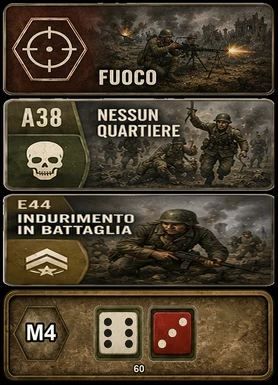 FUOCO
A38
NESSUN
QUARTIERE
E44
INDURIMENTO
IN BATTAGLIA
M4
60